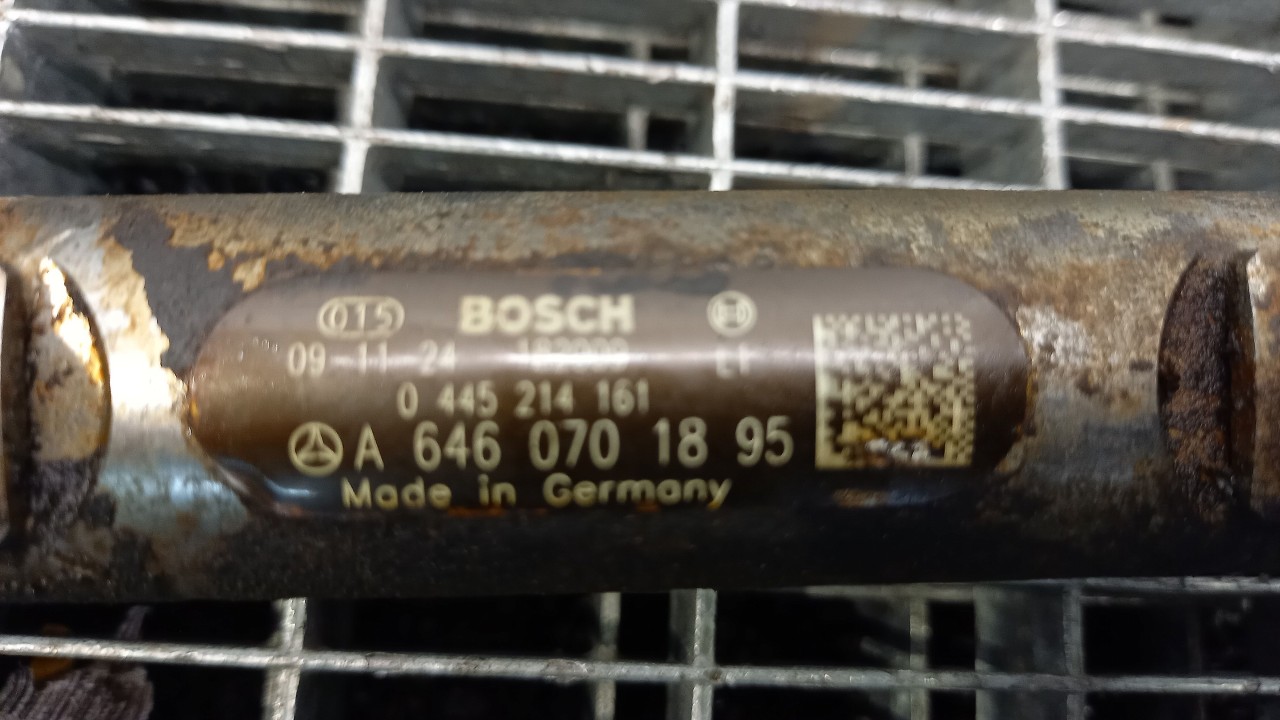 015 BOSCH
09-11-24
0 445 214 161
A 646 070 18 95
Made in Germany